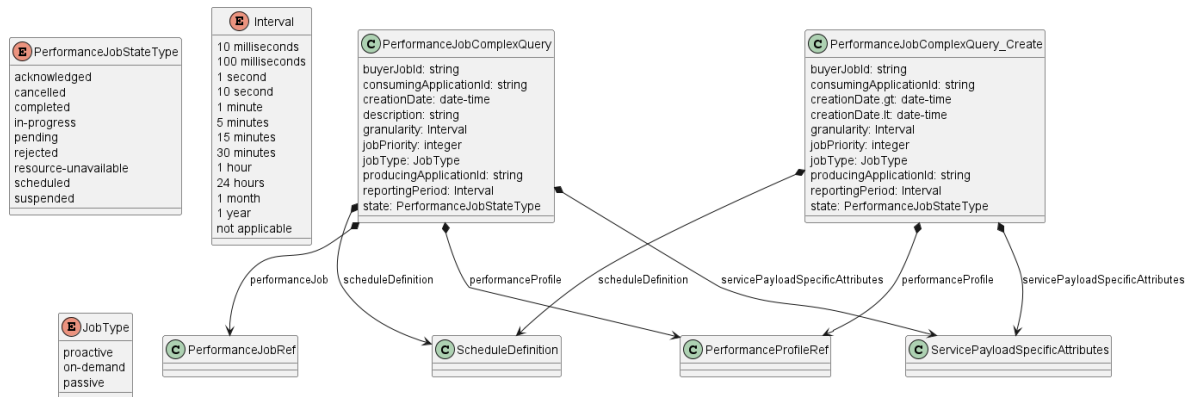 E PerformanceJobStateType
acknowledged
cancelled
completed
in-progress
pending
rejected
resource-unavailable
scheduled
suspended
E Interval
10 milliseconds
100 milliseconds
1 second
10 second
1 minute
5 minutes
15 minutes
30 minutes
1 hour
24 hours
1 month
1 year
not applicable
C PerformanceJobComplexQuery
buyerJobId: string
consumingApplicationId: string
creationDate: date-time
description: string
granularity: Interval
jobPriority: integer
jobType: JobType
producingApplicationId: string
reportingPeriod: Interval
state: PerformanceJobStateType
C PerformanceJobComplexQuery_Create
buyerJobId: string
consumingApplicationId: string
creationDate.gt: date-time
creationDate.lt: date-time
granularity: Interval
jobPriority: integer
jobType: JobType
producingApplicationId: string
reportingPeriod: Interval
state: PerformanceJobStateType
performanceJob
scheduleDefinition
performanceProfile
scheduleDefinition
servicePayloadSpecificAttributes
performanceProfile
servicePayloadSpecificAttributes
E JobType
proactive
on-demand
passive
C PerformanceJobRef
C ScheduleDefinition
C PerformanceProfileRef
C ServicePayloadSpecificAttributes